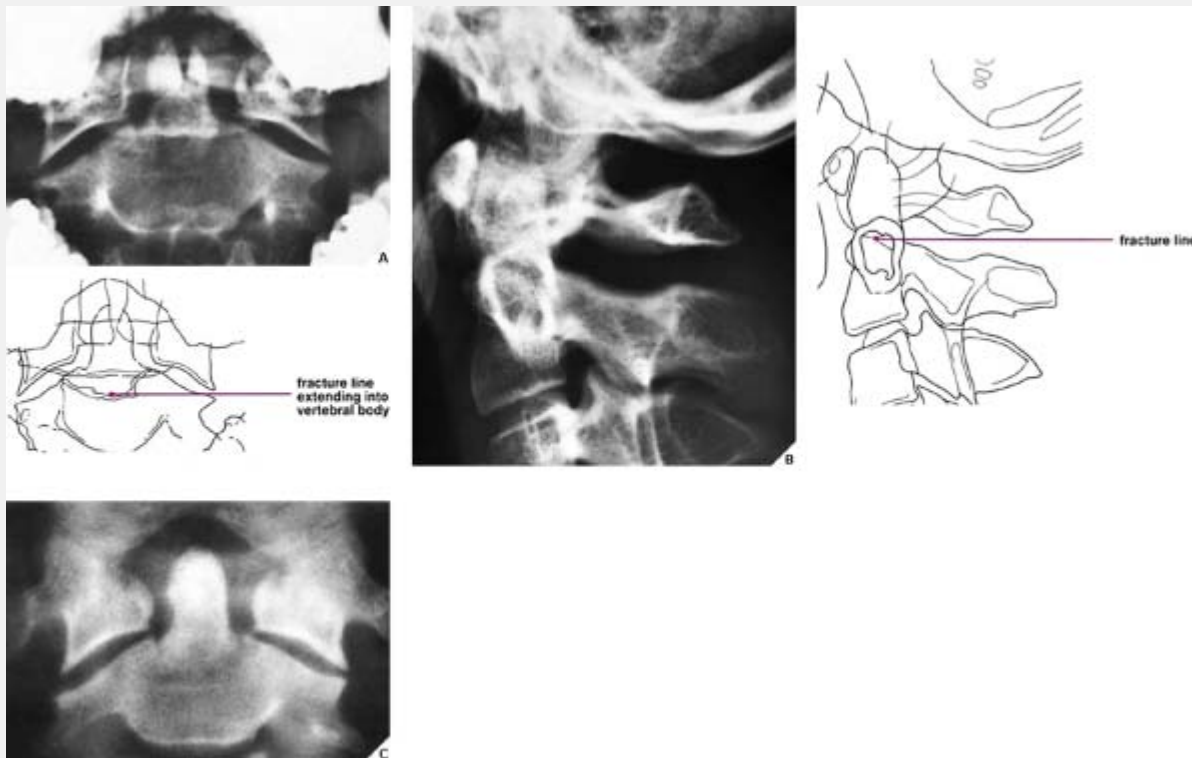 A
fracture line
extending into
vertebral body
B
fracture line
C